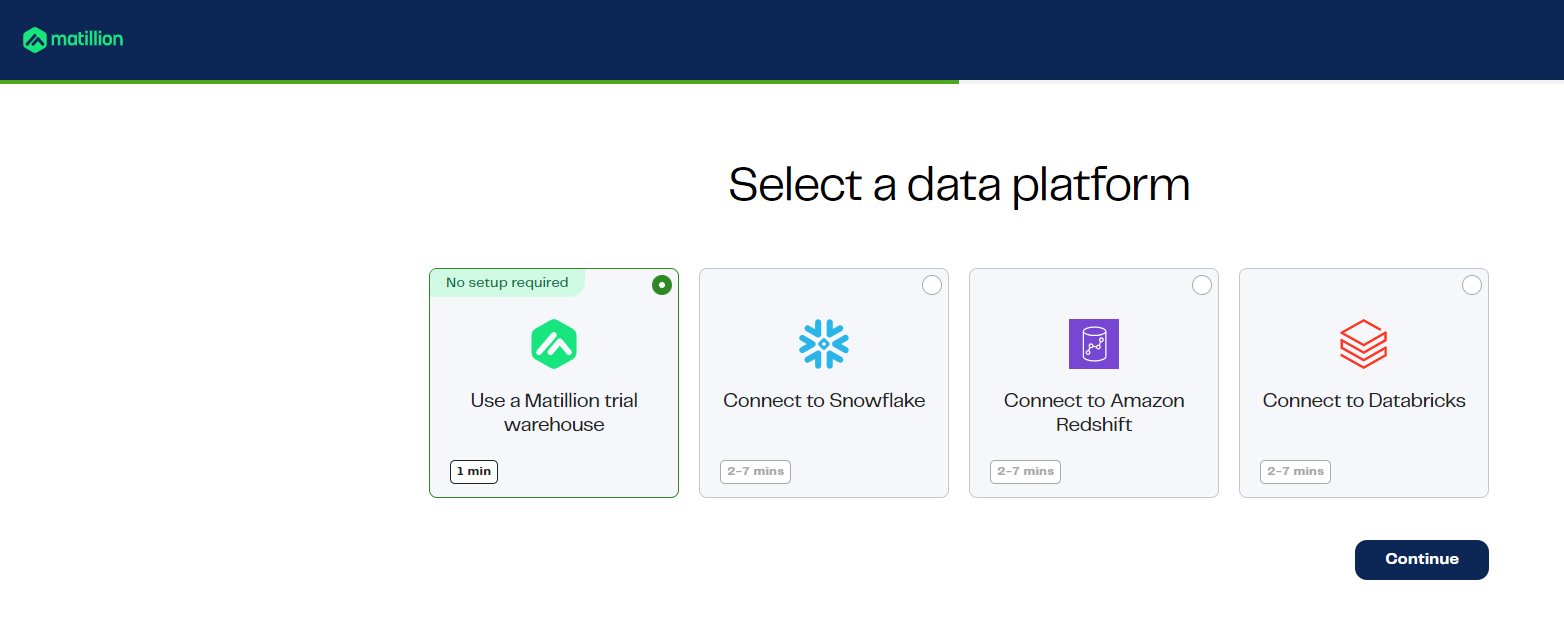 matillion
Select a data platform
No setup required
Use a Matillion trial
warehouse
1 min
Connect to Snowflake
2-7 mins
Connect to Amazon
Redshift
2-7 mins
Connect to Databricks
2-7 mins
Continue